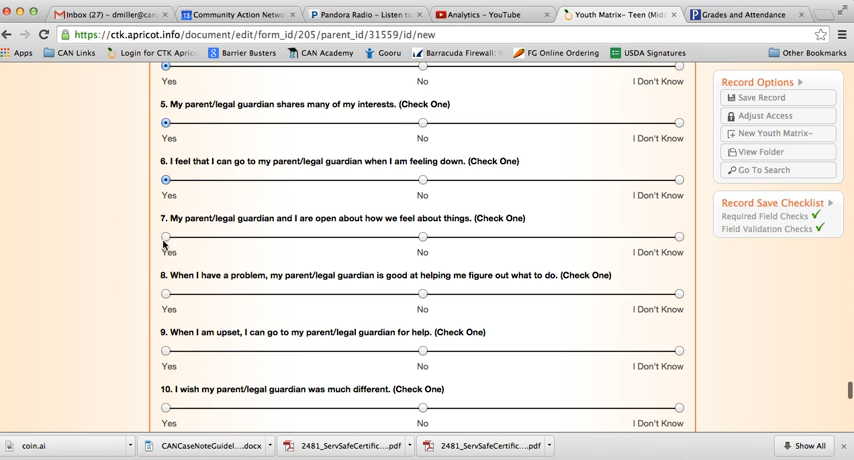 Inbox (27) - dmiller@can
Community Action Netw
Pandora Radio - Listen to
Analytics - YouTube
Youth Matrix- Teen (Midd
Grades and Attendance
https://ctk.apricot.info/document/edit/form_id/205/parent_id/31559/id/new
Apps CAN Links Login for CTK Apric Barrier Busters CAN Academy Gooru Barracuda Firewall: FG Online Ordering USDA Signatures Other Bookmarks
Yes No I Don't Know
5. My parent/legal guardian shares many of my interests. (Check One)
Yes No I Don't Know
6. I feel that I can go to my parent/legal guardian when I am feeling down. (Check One)
Yes No I Don't Know
7. My parent/legal guardian and I are open about how we feel about things. (Check One)
Yes No I Don't Know
8. When I have a problem, my parent/legal guardian is good at helping me figure out what to do. (Check One)
Yes No I Don't Know
9. When I am upset, I can go to my parent/legal guardian for help. (Check One)
Yes No I Don't Know
10. I wish my parent/legal guardian was much different. (Check One)
Yes No I Don't Know
Record Options
Save Record
Adjust Access
New Youth Matrix-
View Folder
Go To Search
Record Save Checklist
Required Field Checks
Field Validation Checks
coin.ai
CANCaseNoteGuidel....docx
2481_ServSafeCertific....pdf
2481_ServSafeCertific....pdf
Show All